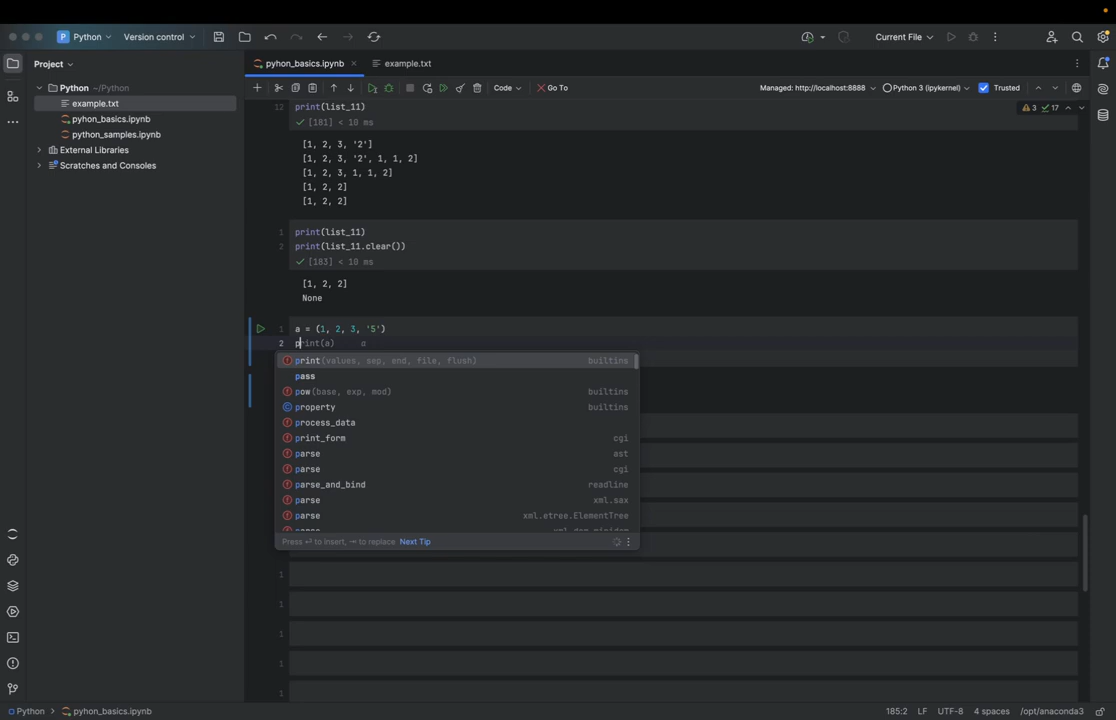 Python
Version control
Current File
Project
pyhon_basics.ipynb
example.txt
Code
Go To
Managed: http://localhost:8888
Python 3 (ipykernel)
Trusted
Python ~/Python
example.txt
pyhon_basics.ipynb
python_samples.ipynb
External Libraries
Scratches and Consoles
12 print(list_11)
3 17
[181] < 10 ms
[1, 2, 3, '2']
[1, 2, 3, '2', 1, 1, 2]
[1, 2, 3, 1, 1, 2]
[1, 2, 2]
[1, 2, 2]
1 print(list_11)
2 print(list_11.clear())
[183] < 10 ms
[1, 2, 2]
None
1 a = (1, 2, 3, '5')
2 print(a) a
print(values, sep, end, file, flush) builtins
pass
pow(base, exp, mod) builtins
property builtins
process_data
print_form cgi
parse ast
parse cgi
parse_and_bind readline
parse xml.sax
parse xml.etree.ElementTree
parse xml.dom.minidom
Press ⏎ to insert, ⇥ to replace Next Tip
1
1
1
1
1
Python
pyhon_basics.ipynb
185:2 LF UTF-8 4 spaces /opt/anaconda3